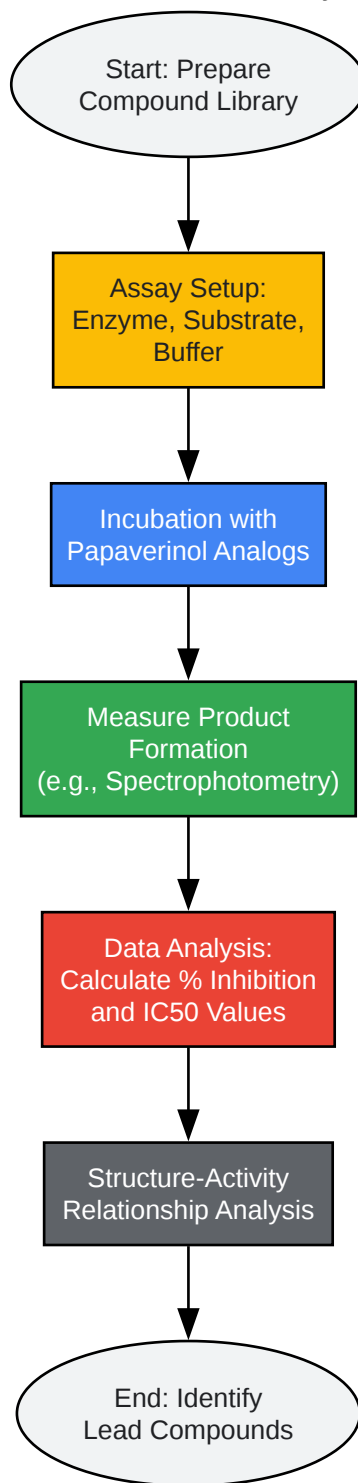 Start: Prepare
Compound Library
Assay Setup:
Enzyme, Substrate,
Buffer
Incubation with
Papaverinol Analogs
Measure Product
Formation
(e.g., Spectrophotometry)
Data Analysis:
Calculate % Inhibition
and IC50 Values
Structure-Activity
Relationship Analysis
End: Identify
Lead Compounds